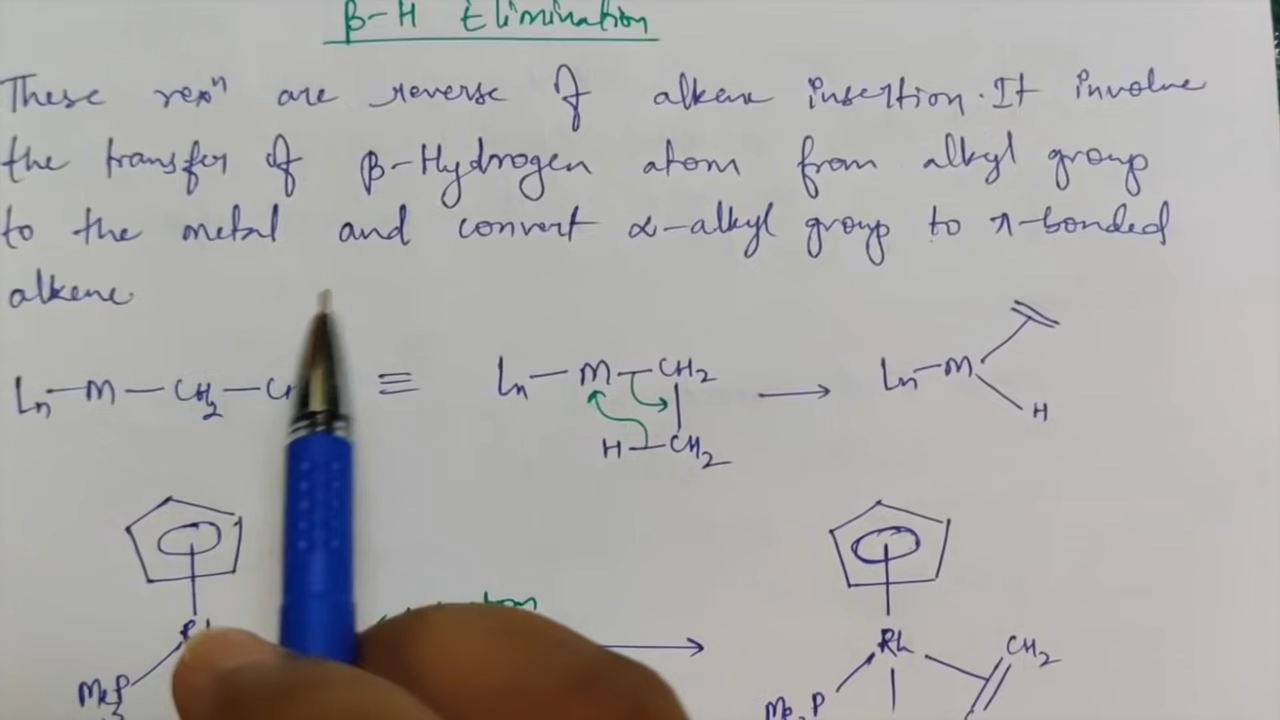 β-H Elimination
These rexⁿ are reverse of alkene insertion. It involve
the transfer of β-Hydrogen atom from alkyl group
to the metal and convert α-alkyl group to π-bonded
alkene.
Ln—M—CH₂—C ≡ Ln—M—CH₂ → Ln—M
H—CH₂ H
Rh CH₂
Me₃P Me₃P